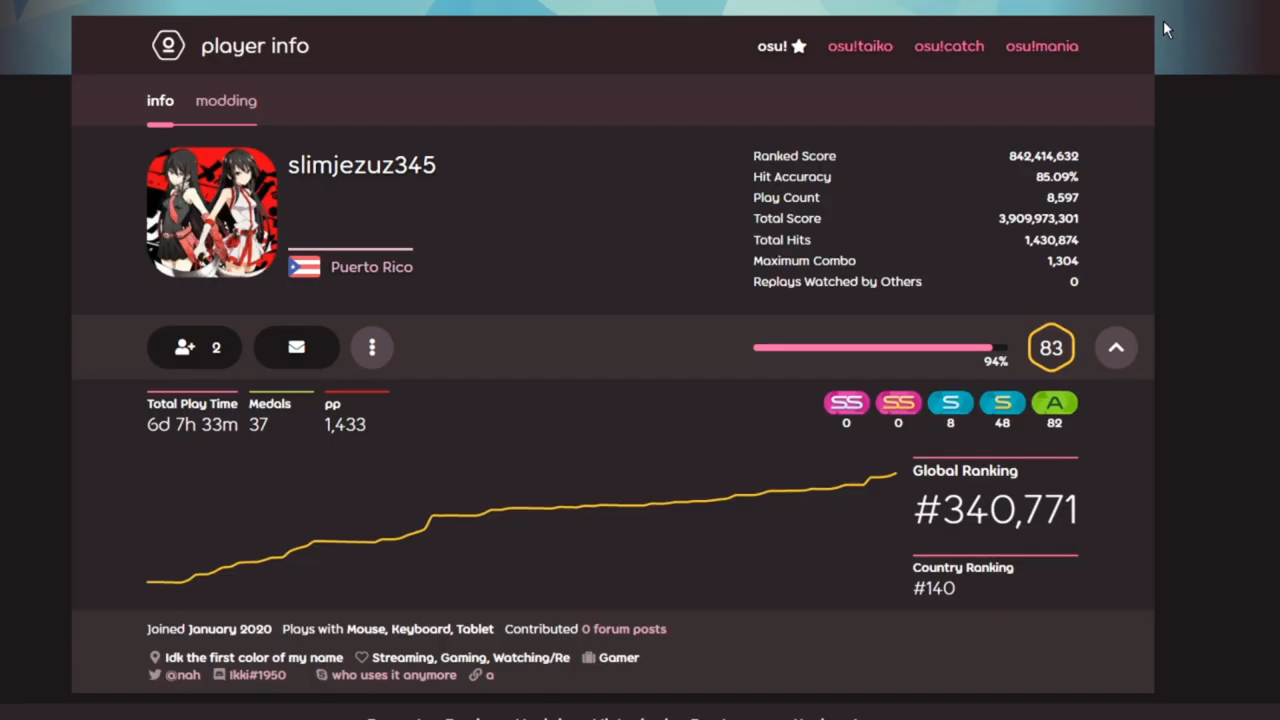 player info
osu! osu!taiko osu!catch osu!mania
info modding
slimjezuz345
Puerto Rico
Ranked Score 842,414,632
Hit Accuracy 85.09%
Play Count 8,597
Total Score 3,909,973,301
Total Hits 1,430,874
Maximum Combo 1,304
Replays Watched by Others 0
2
94%
83
Total Play Time Medals pp
6d 7h 33m 37 1,433
SS SS S S A
0 0 8 48 82
Global Ranking
#340,771
Country Ranking
#140
Joined January 2020 Plays with Mouse, Keyboard, Tablet Contributed 0 forum posts
Idk the first color of my name Streaming, Gaming, Watching/Re Gamer
@nah Ikki#1950 who uses it anymore a